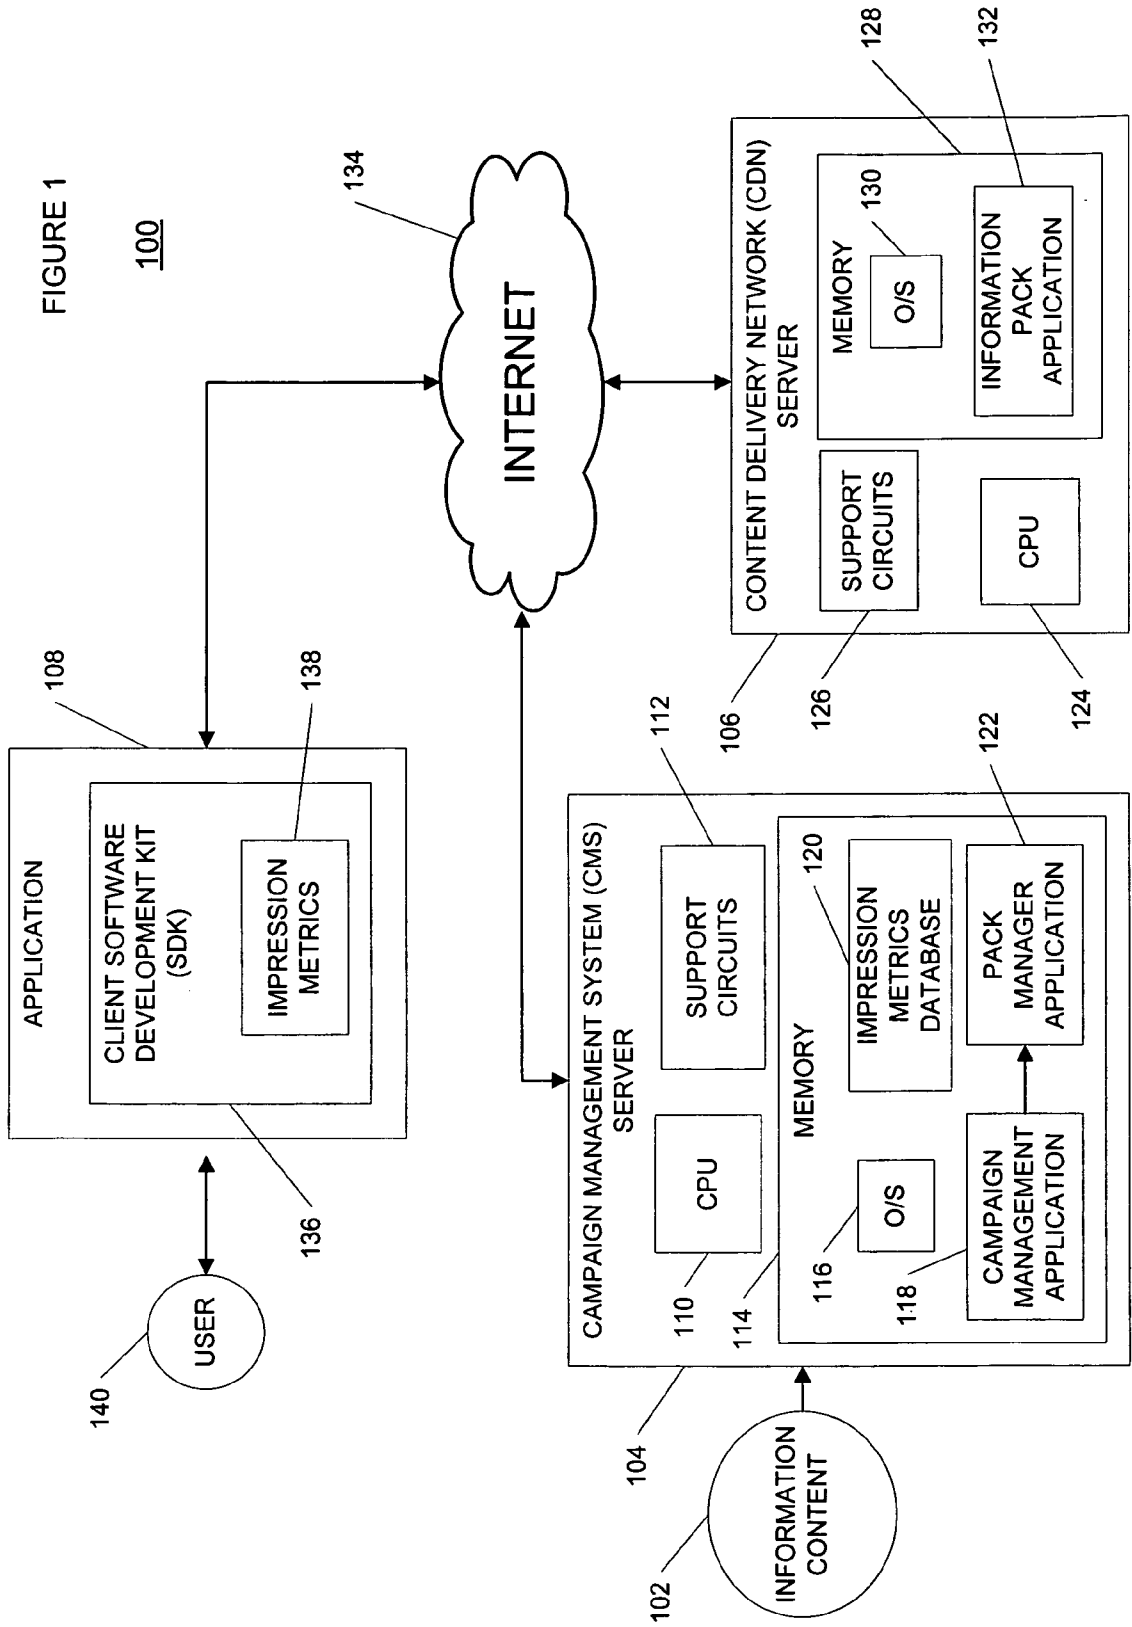 FIGURE 1
100
108
APPLICATION
CLIENT SOFTWARE
DEVELOPMENT KIT
(SDK)
IMPRESSION
METRICS
138
136
USER
140
134
INTERNET
CAMPAIGN MANAGEMENT SYSTEM (CMS)
SERVER
104
CPU
110
SUPPORT
CIRCUITS
112
MEMORY
114
O/S
116
IMPRESSION
METRICS
DATABASE
120
CAMPAIGN
MANAGEMENT
APPLICATION
118
PACK
MANAGER
APPLICATION
122
INFORMATION
CONTENT
102
CONTENT DELIVERY NETWORK (CDN)
SERVER
106
SUPPORT
CIRCUITS
126
CPU
124
MEMORY
128
O/S
130
INFORMATION
PACK
APPLICATION
132